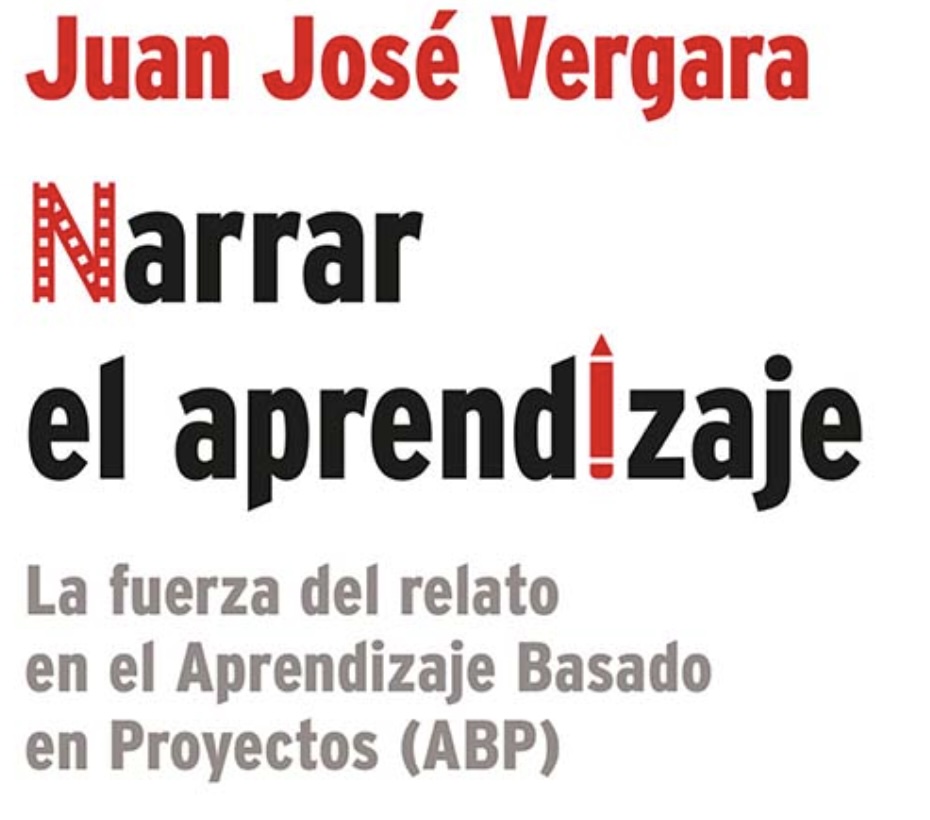 Juan José Vergara
Narrar
el aprendizaje
La fuerza del relato
en el Aprendizaje Basado
en Proyectos (ABP)